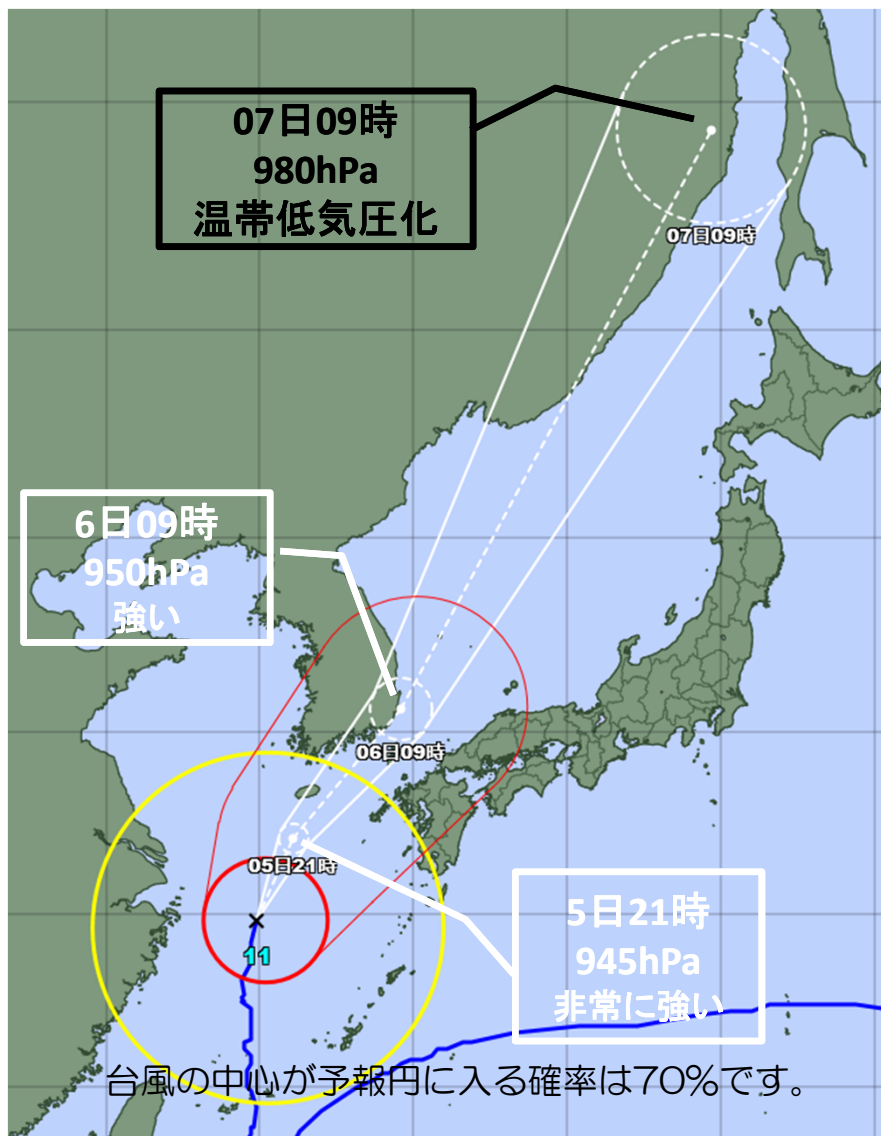 07日09時
980hPa
温帯低気圧化
07日09時
6日09時
950hPa
強い
06日09時
05日21時
11
5日21時
945hPa
非常に強い
台風の中心が予報円に入る確率は70%です。